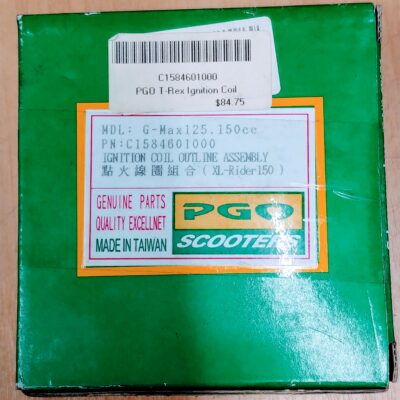 C1584601000
PGO T-Rex Ignition Coil
$84.75
MDL: G-Max125.150cc
PN:C1584601000
IGNITION COIL OUTLINE ASSEMBLY
點火線圈組合(XL-Rider150)
GENUINE PARTS
QUALITY EXCELLNET
MADE IN TAIWAN
PGO
SCOOTERS